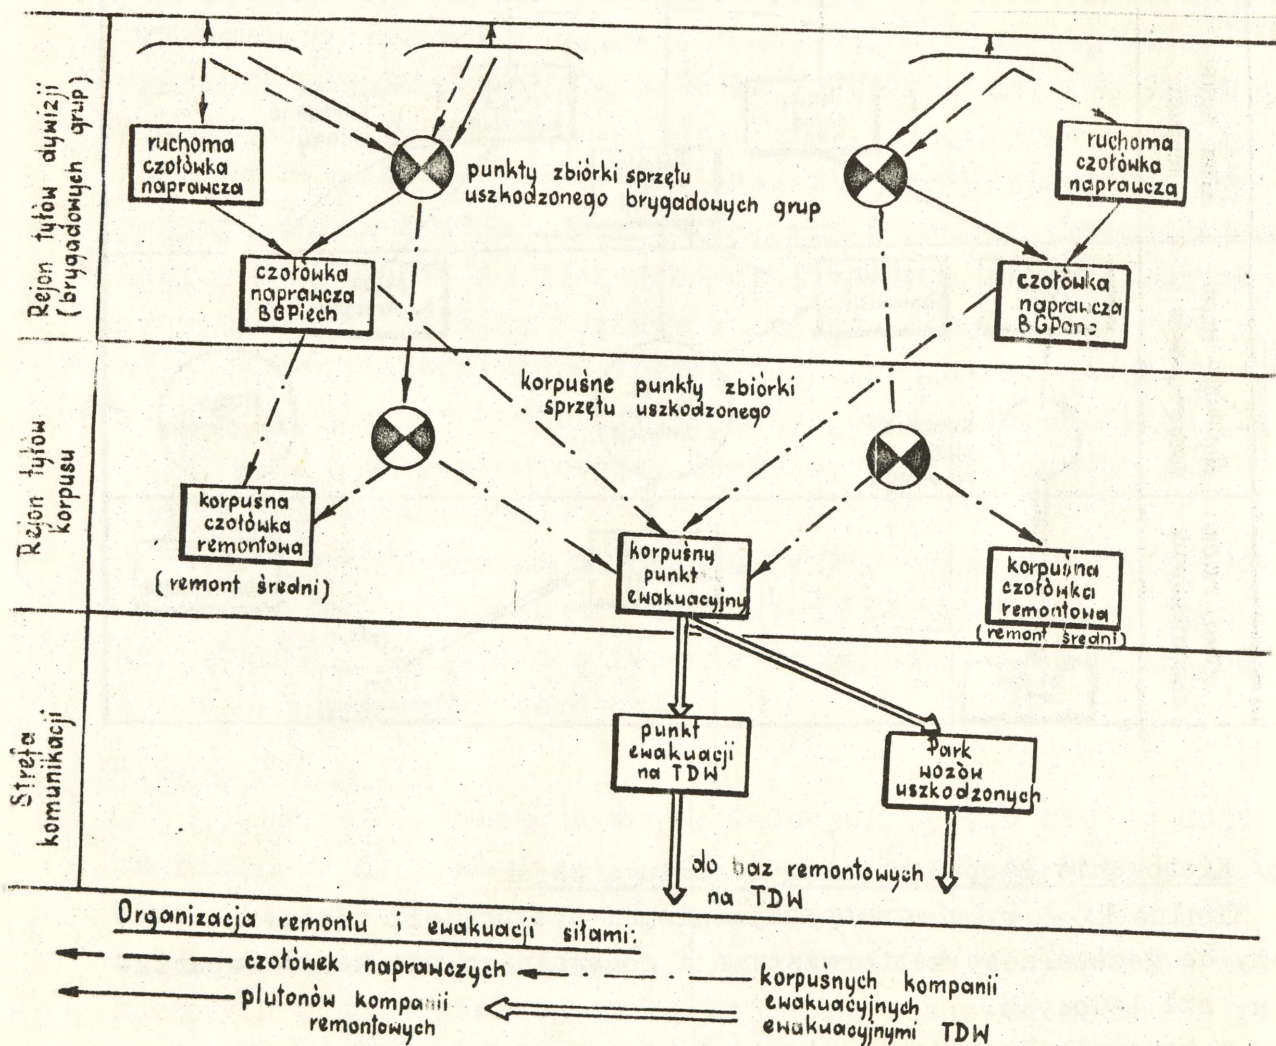 Rejon tyłów dywizji
(brygadowych grup)
ruchoma
czołówka
naprawcza
punkty zbiórki sprzętu
uszkodzonego brygadowych grup
ruchoma
czołówka
naprawcza
czołówka
naprawcza
BGPiech
czołówka
naprawcza
BGPanc
Rejon tyłów
korpusu
korpuśne punkty zbiórki
sprzętu uszkodzonego
korpuśna
czołówka
remontowa
(remont średni)
korpuśny
punkt
ewakuacyjny
korpuśna
czołówka
remontowa
(remont średni)
Strefa
komunikacji
punkt
ewakuacji
na TDW
Park
wozów
uszkodzonych
do baz remontowych
na TDW
Organizacja remontu i ewakuacji siłami:
czołówek naprawczych
korpuśnych kompanii
ewakuacyjnych
plutonów kompanii
remontowych
ewakuacyjnymi TDW